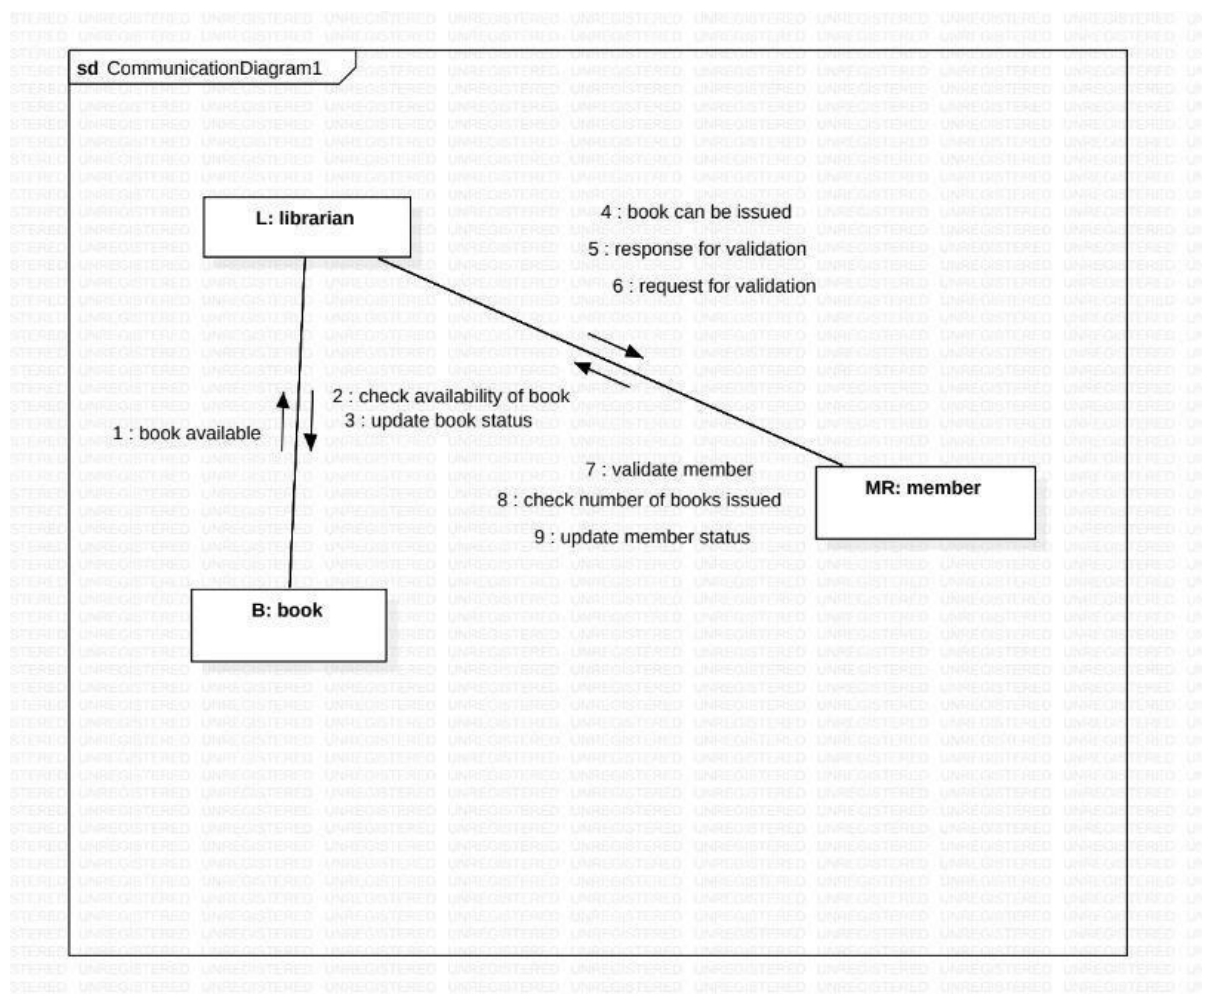 sd CommunicationDiagram1
L: librarian
4 : book can be issued
5 : response for validation
6 : request for validation
2 : check availability of book
3 : update book status
1 : book available
7 : validate member
8 : check number of books issued
9 : update member status
MR: member
B: book
UNREGISTERED